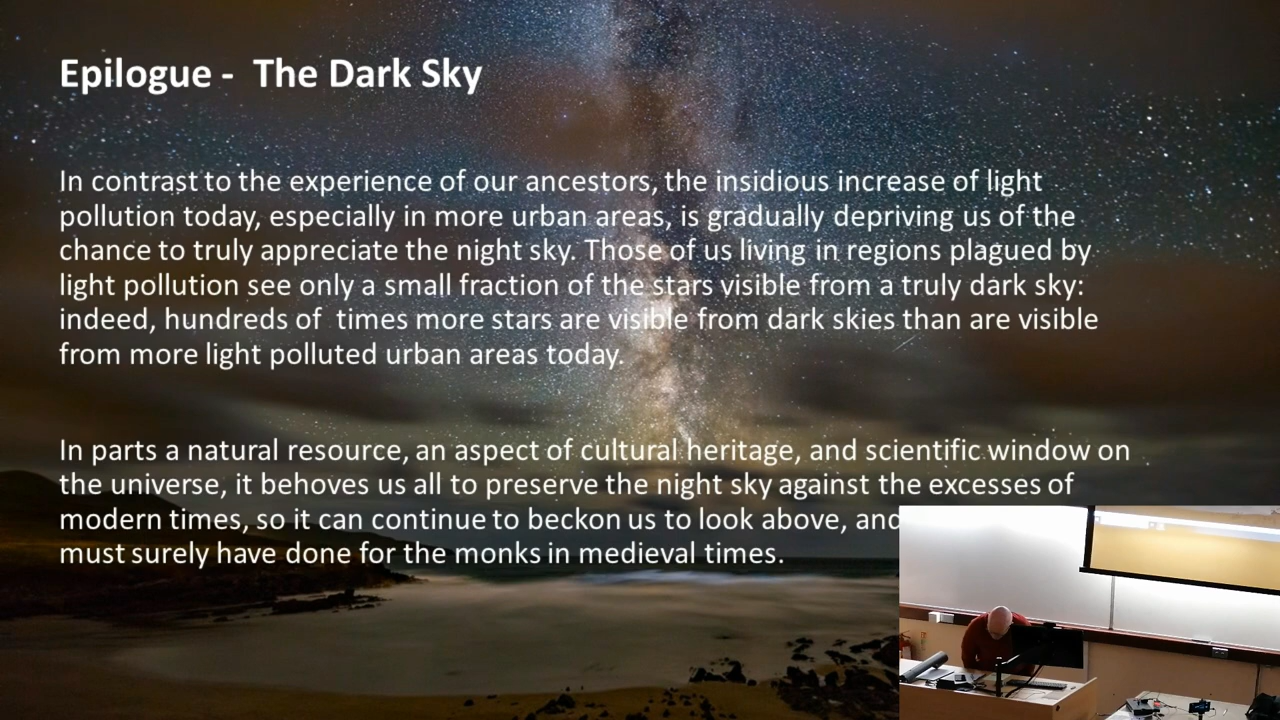 Epilogue - The Dark Sky
In contrast to the experience of our ancestors, the insidious increase of light
pollution today, especially in more urban areas, is gradually depriving us of the
chance to truly appreciate the night sky. Those of us living in regions plagued by
light pollution see only a small fraction of the stars visible from a truly dark sky:
indeed, hundreds of times more stars are visible from dark skies than are visible
from more light polluted urban areas today.
In parts a natural resource, an aspect of cultural heritage, and scientific window on
the universe, it behoves us all to preserve the night sky against the excesses of
modern times, so it can continue to beckon us to look above, and
must surely have done for the monks in medieval times.